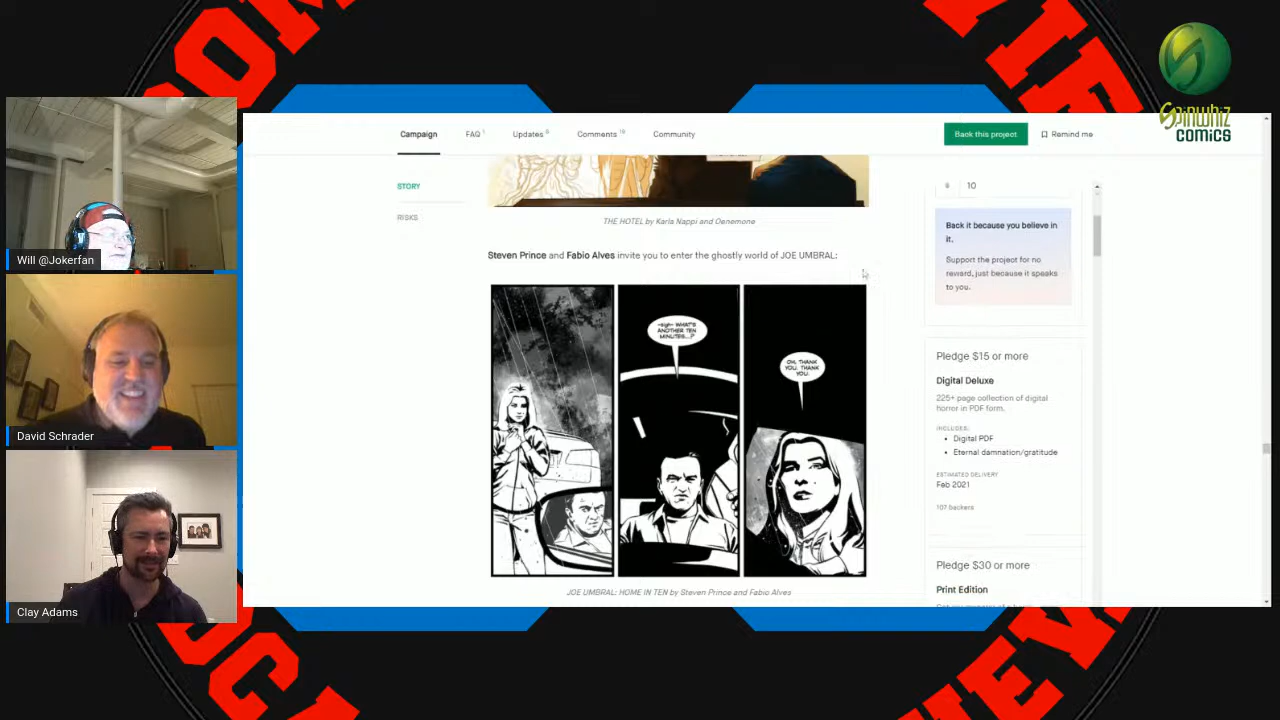 SPINWHIZ
COMICS
Campaign
FAQ 1
Updates
Comments
Community
Back this project
Remind me
STORY
RISKS
10
THE HOTEL by Karla Nappi and Oenemone
Steven Prince and Fabio Alves invite you to enter the ghostly world of JOE UMBRAL:
<SIGH> WHAT'S
ANOTHER TEN
MINUTES...?
OH, THANK
YOU. THANK
YOU.
JOE UMBRAL: HOME IN TEN by Steven Prince and Fabio Alves
Back it because you believe in
it.
Support the project for no
reward, just because it speaks
to you.
Pledge $15 or more
Digital Deluxe
225+ page collection of digital
horror in PDF form.
INCLUDES:
Digital PDF
Eternal damnation/gratitude
ESTIMATED DELIVERY
Feb 2021
107 backers
Pledge $30 or more
Print Edition
Will @Jokerfan
David Schrader
Clay Adams